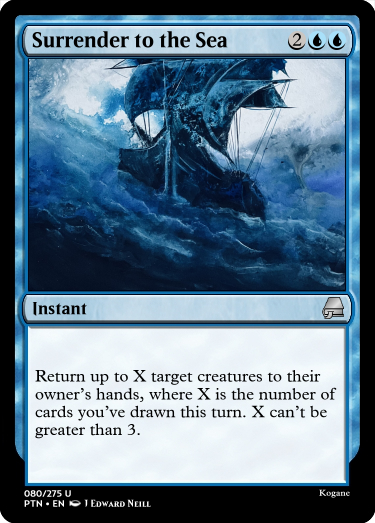 Surrender to the Sea 2
Instant
Return up to X target creatures to their
owner's hands, where X is the number of
cards you've drawn this turn. X can't be
greater than 3.
080/275 U
PTN • EN J Edward Neill
Kogane